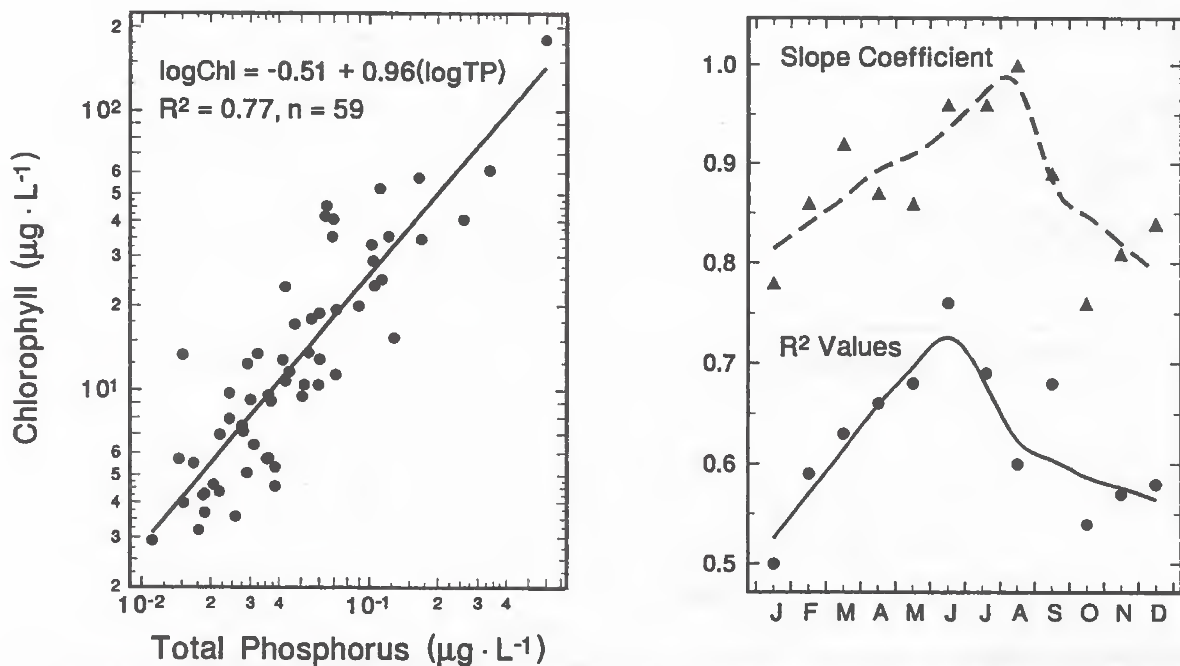 2
10²
6
5
4
3
2
10¹
6
5
4
3
2
Chlorophyll (µg · L⁻¹)
logChl = -0.51 + 0.96(logTP)
R² = 0.77, n = 59
10⁻² 2 3 4 10⁻¹ 2 3 4
Total Phosphorus (µg · L⁻¹)
1.0
0.9
0.8
0.7
0.6
0.5
Slope Coefficient
R² Values
J F M A M J J A S O N D